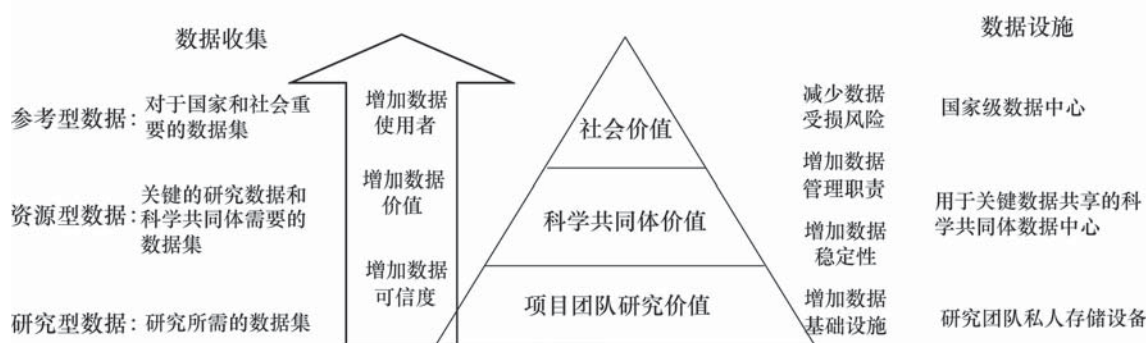 数据收集
参考型数据：
对于国家和社会重
要的数据集
资源型数据：
关键的研究数据和
科学共同体需要的
数据集
研究型数据：
研究所需的数据集
增加数据
使用者
增加数据
价值
增加数据
可信度
社会价值
科学共同体价值
项目团队研究价值
减少数据
受损风险
增加数据
管理职责
增加数据
稳定性
增加数据
基础设施
数据设施
国家级数据中心
用于关键数据共享的科
学共同体数据中心
研究团队私人存储设备